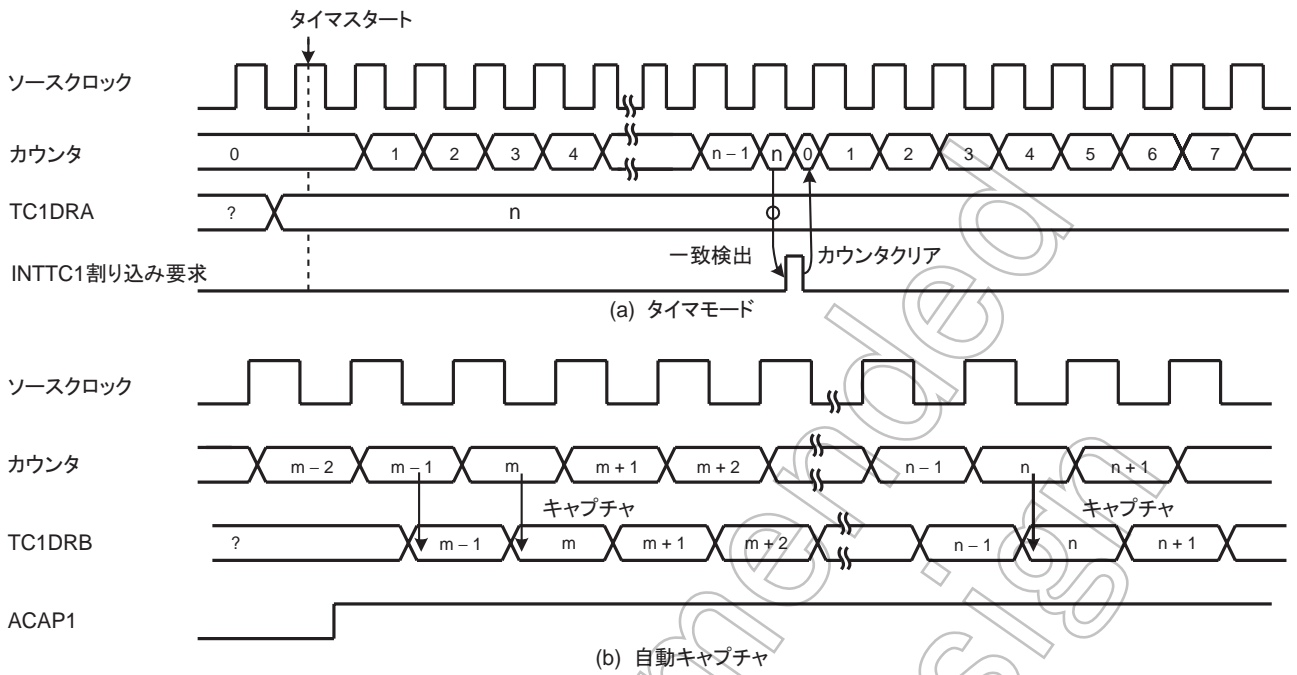 タイマスタート
ソースクロック
カウンタ 0 1 2 3 4 n – 1 n 0 1 2 3 4 5 6 7
TC1DRA ? n
一致検出 カウンタクリア
INTTC1割り込み要求
(a) タイマモード
ソースクロック
カウンタ m – 2 m – 1 m m + 1 m + 2 n – 1 n n + 1
キャプチャ キャプチャ
TC1DRB ? m – 1 m m + 1 m + 2 n – 1 n n + 1
ACAP1
(b) 自動キャプチャ
mended
sign